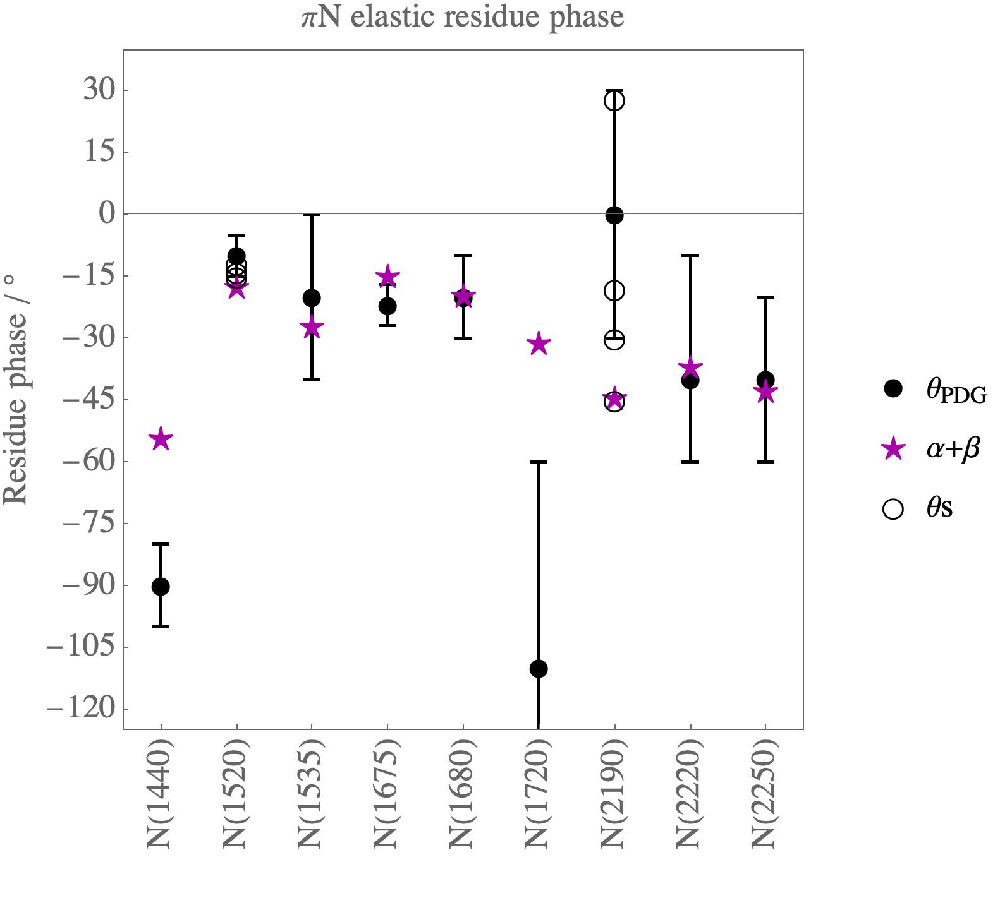 πN elastic residue phase
Residue phase / °
30
15
0
−15
−30
−45
−60
−75
−90
−105
−120
N(1440)
N(1520)
N(1535)
N(1675)
N(1680)
N(1720)
N(2190)
N(2220)
N(2250)
θPDG
α+β
θs